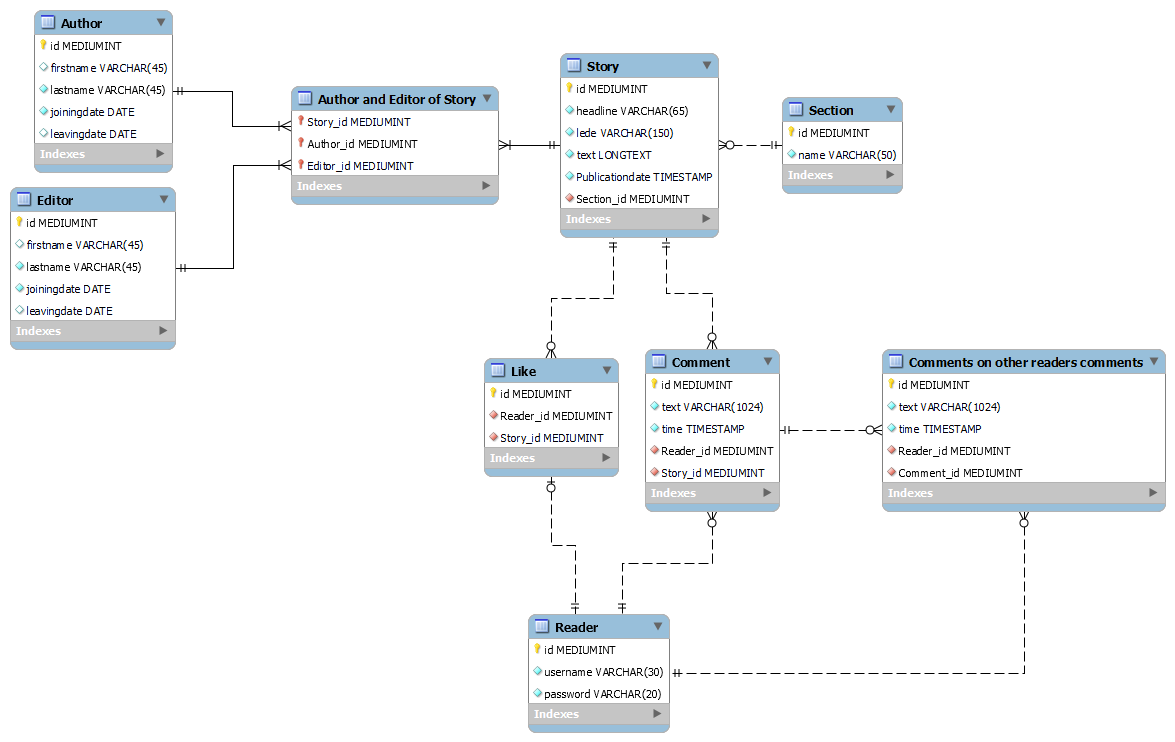 Author
id MEDIUMINT
firstname VARCHAR(45)
lastname VARCHAR(45)
joiningdate DATE
leavingdate DATE
Indexes
Editor
id MEDIUMINT
firstname VARCHAR(45)
lastname VARCHAR(45)
joiningdate DATE
leavingdate DATE
Indexes
Author and Editor of Story
Story_id MEDIUMINT
Author_id MEDIUMINT
Editor_id MEDIUMINT
Indexes
Story
id MEDIUMINT
headline VARCHAR(65)
lede VARCHAR(150)
text LONGTEXT
Publicationdate TIMESTAMP
Section_id MEDIUMINT
Indexes
Section
id MEDIUMINT
name VARCHAR(50)
Indexes
Like
id MEDIUMINT
Reader_id MEDIUMINT
Story_id MEDIUMINT
Indexes
Comment
id MEDIUMINT
text VARCHAR(1024)
time TIMESTAMP
Reader_id MEDIUMINT
Story_id MEDIUMINT
Indexes
Comments on other readers comments
id MEDIUMINT
text VARCHAR(1024)
time TIMESTAMP
Reader_id MEDIUMINT
Comment_id MEDIUMINT
Indexes
Reader
id MEDIUMINT
username VARCHAR(30)
password VARCHAR(20)
Indexes